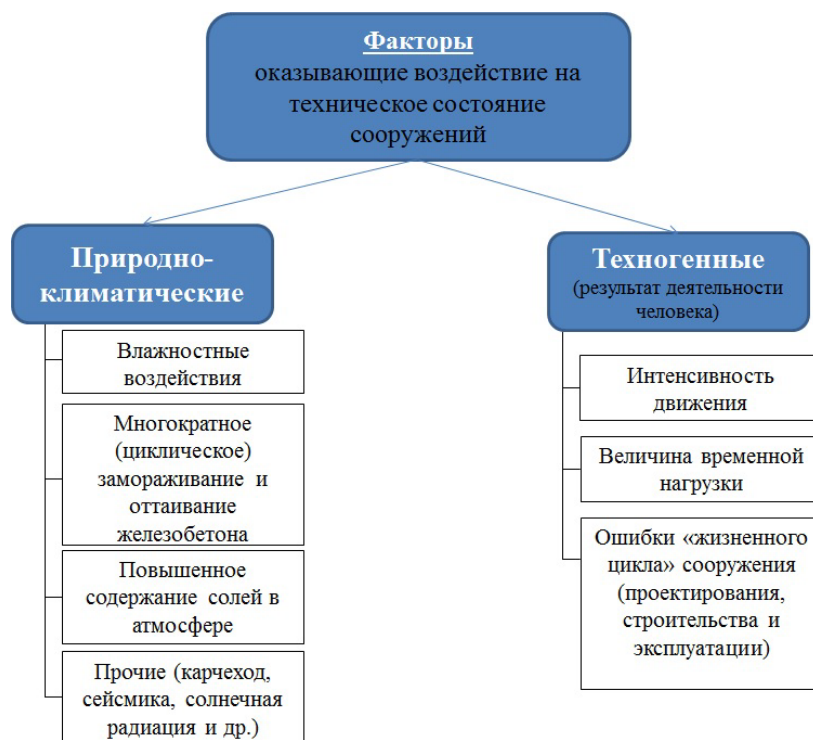 Факторы
оказывающие воздействие на
техническое состояние
сооружений
Природно-
климатические
Влажностные
воздействия
Многократное
(циклическое)
замораживание и
оттаивание
железобетона
Повышенное
содержание солей в
атмосфере
Прочие (карчеход,
сейсмика, солнечная
радиация и др.)
Техногенные
(результат деятельности
человека)
Интенсивность
движения
Величина временной
нагрузки
Ошибки «жизненного
цикла» сооружения
(проектирования,
строительства и
эксплуатации)